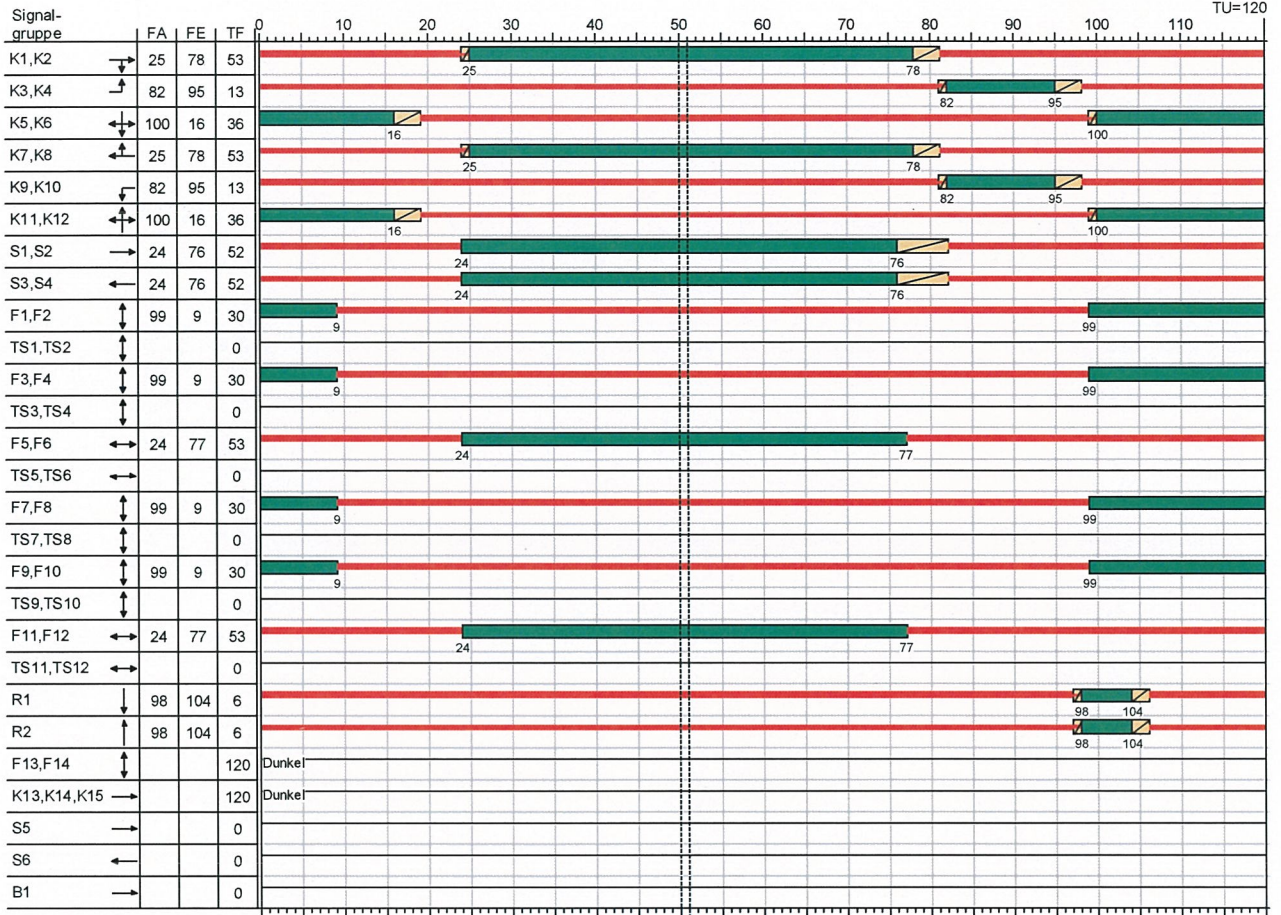 TU=120
Signal-
gruppe FA FE TF 0 10 20 30 40 50 60 70 80 90 100 110
K1,K2 25 78 53
25 78
K3,K4 82 95 13
82 95
K5,K6 100 16 36
16 100
K7,K8 25 78 53
25 78
K9,K10 82 95 13
82 95
K11,K12 100 16 36
16 100
S1,S2 24 76 52
24 76
S3,S4 24 76 52
24 76
F1,F2 99 9 30
9 99
TS1,TS2 0
F3,F4 99 9 30
9 99
TS3,TS4 0
F5,F6 24 77 53
24 77
TS5,TS6 0
F7,F8 99 9 30
9 99
TS7,TS8 0
F9,F10 99 9 30
9 99
TS9,TS10 0
F11,F12 24 77 53
24 77
TS11,TS12 0
R1 98 104 6
98 104
R2 98 104 6
98 104
F13,F14 120 Dunkel
K13,K14,K15 120 Dunkel
S5 0
S6 0
B1 0